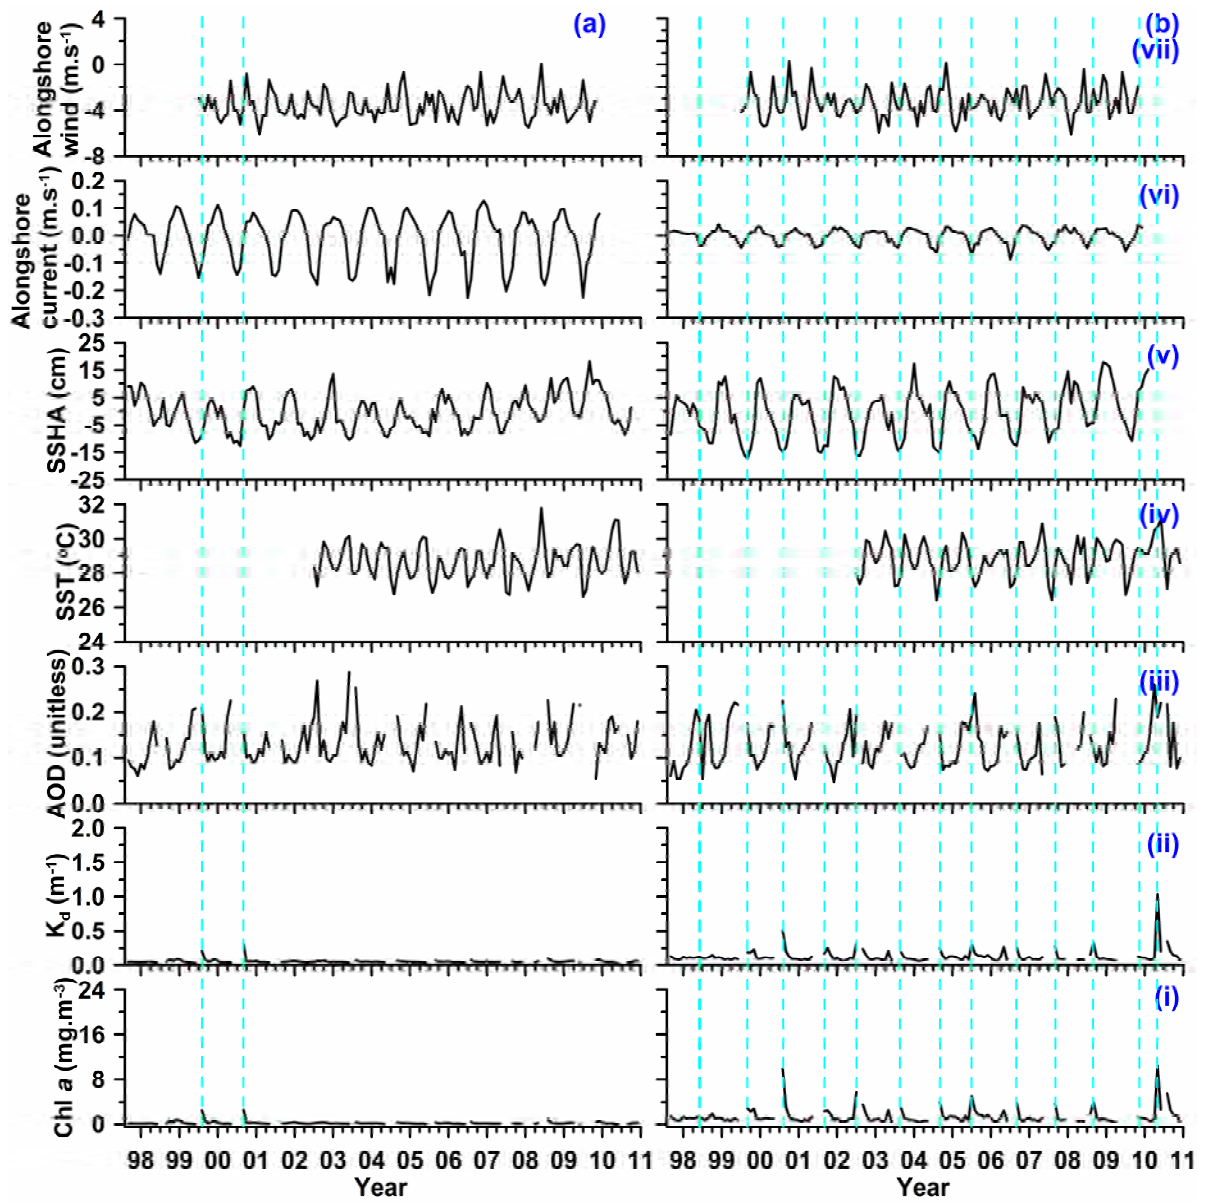 (a)
(b)
(vii)
Alongshore
wind (m.s-1)
4
0
-4
-8
(vi)
Alongshore
current (m.s-1)
0.2
0.1
0.0
-0.1
-0.2
-0.3
(v)
SSHA (cm)
25
15
5
-5
-15
-25
(iv)
SST (ºC)
32
30
28
26
24
(iii)
AOD (unitless)
0.3
0.2
0.1
0.0
(ii)
Kd (m-1)
2.0
1.5
1.0
0.5
0.0
(i)
Chl a (mg.m-3)
24
16
8
0
98 99 00 01 02 03 04 05 06 07 08 09 10 11
98 99 00 01 02 03 04 05 06 07 08 09 10 11
Year
Year